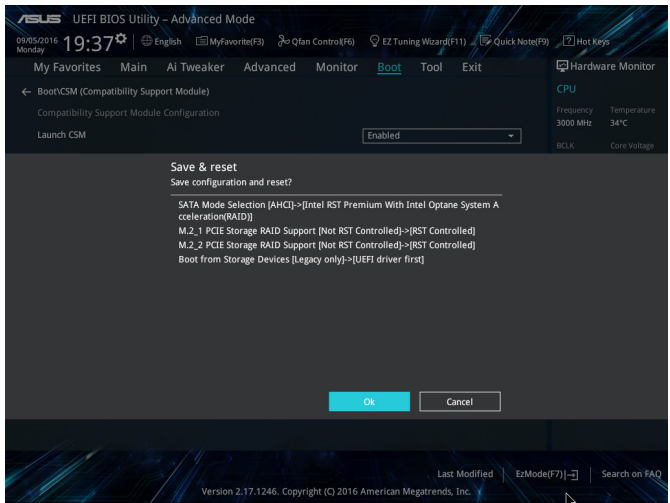 ASUS UEFI BIOS Utility – Advanced Mode
09/05/2016 Monday 19:37 English MyFavorite(F3) Qfan Control(F6) EZ Tuning Wizard(F11) Quick Note(F9) ? Hot Keys
My Favorites Main Ai Tweaker Advanced Monitor Boot Tool Exit Hardware Monitor
← Boot\CSM (Compatibility Support Module)
CPU
Compatibility Support Module Configuration
Frequency Temperature
3000 MHz 34°C
Launch CSM Enabled
BCLK Core Voltage
Save & reset
Save configuration and reset?
SATA Mode Selection [AHCI]->[Intel RST Premium With Intel Optane System A
cceleration(RAID)]
M.2_1 PCIE Storage RAID Support [Not RST Controlled]->[RST Controlled]
M.2_2 PCIE Storage RAID Support [Not RST Controlled]->[RST Controlled]
Boot from Storage Devices [Legacy only]->[UEFI driver first]
Ok Cancel
Last Modified EzMode(F7) Search on FAQ
Version 2.17.1246. Copyright (C) 2016 American Megatrends, Inc.